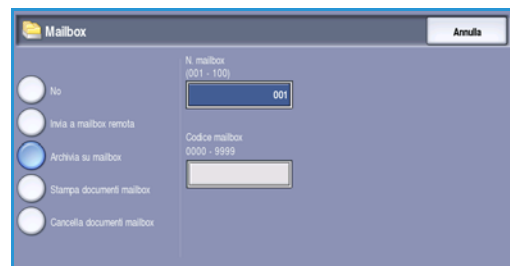 Mailbox
Annulla
No
Invia a mailbox remota
Archivia su mailbox
Stampa documenti mailbox
Cancella documenti mailbox
N. mailbox
(001 - 100)
001
Codice mailbox
0000 - 9999